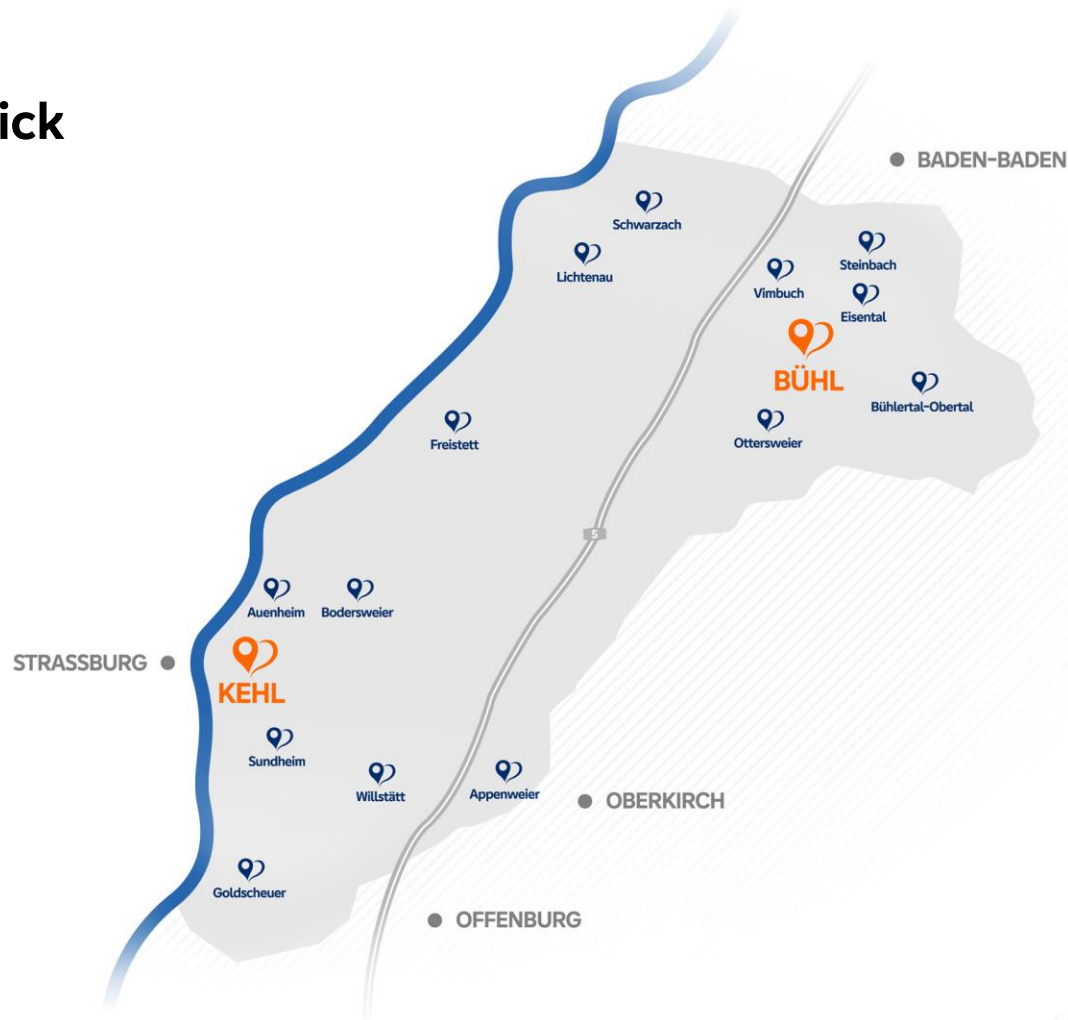 ick
BADEN-BADEN
Schwarzach
Steinbach
Lichtenau
Vimbuch
Eisental
BÜHL
Bühlertal-Obertal
Freistett
Ottersweier
5
Auenheim
Bodersweier
STRASSBURG
KEHL
Sundheim
Willstätt
Appenweier
OBERKIRCH
Goldscheuer
OFFENBURG